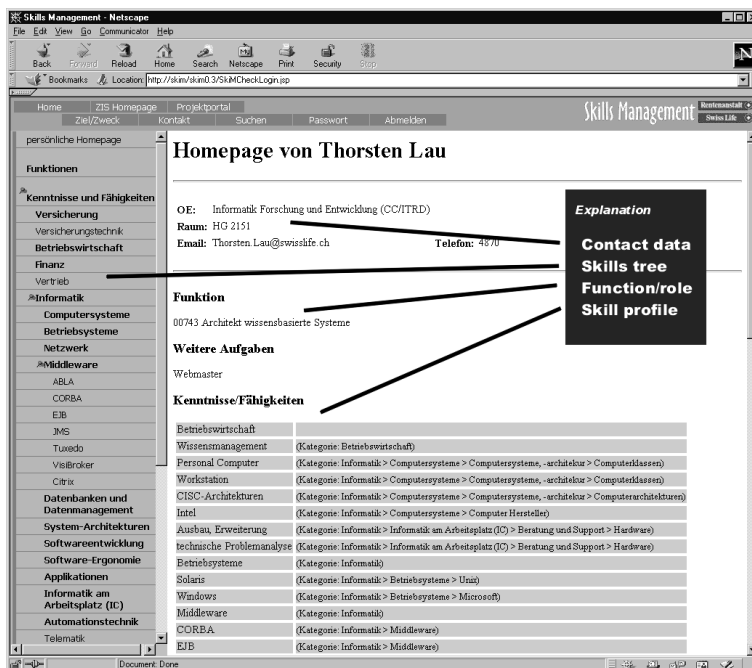 Skills Management - Netscape
File Edit View Go Communicator Help
Back Forward Reload Home Search Netscape Print Security Stop
Bookmarks Location: http://skim/skim0.3/SkiMCheckLogin.jsp
Home ZIS Homepage Projektportal
Ziel/Zweck Kontakt Suchen Passwort Abmelden
Skills Management
Rentenanstalt
Swiss Life
persönliche Homepage
Funktionen
Kenntnisse und Fähigkeiten
Versicherung
Versicherungstechnik
Betriebswirtschaft
Finanz
Vertrieb
Informatik
Computersysteme
Betriebsysteme
Netzwerk
Middleware
ABLA
CORBA
EJB
JMS
Tuxedo
VisiBroker
Citrix
Datenbanken und
Datenmanagement
System-Architekturen
Softwareentwicklung
Software-Ergonomie
Applikationen
Informatik am
Arbeitsplatz (IC)
Automationstechnik
Telematik
Homepage von Thorsten Lau
OE: Informatik Forschung und Entwicklung (CC/ITRD)
Raum: HG 2151
Email: Thorsten.Lau@swisslife.ch Telefon: 4870
Funktion
00743 Architekt wissensbasierte Systeme
Weitere Aufgaben
Webmaster
Kenntnisse/Fähigkeiten
Betriebswirtschaft
Wissensmanagement (Kategorie: Betriebswirtschaft)
Personal Computer (Kategorie: Informatik > Computersysteme > Computersysteme, -architekur > Computerklassen)
Workstation (Kategorie: Informatik > Computersysteme > Computersysteme, -architekur > Computerklassen)
CISC-Architekturen (Kategorie: Informatik > Computersysteme > Computersysteme, -architekur > Computerarchitekturen)
Intel (Kategorie: Informatik > Computersysteme > Computer Hersteller)
Ausbau, Erweiterung (Kategorie: Informatik > Informatik am Arbeitsplatz (IC) > Beratung und Support > Hardware)
technische Problemanalyse (Kategorie: Informatik > Informatik am Arbeitsplatz (IC) > Beratung und Support > Hardware)
Betriebsysteme (Kategorie: Informatik)
Solaris (Kategorie: Informatik > Betriebsysteme > Unix)
Windows (Kategorie: Informatik > Betriebsysteme > Microsoft)
Middleware (Kategorie: Informatik)
CORBA (Kategorie: Informatik > Middleware)
EJB (Kategorie: Informatik > Middleware)
Explanation
Contact data
Skills tree
Function/role
Skill profile
Document: Done